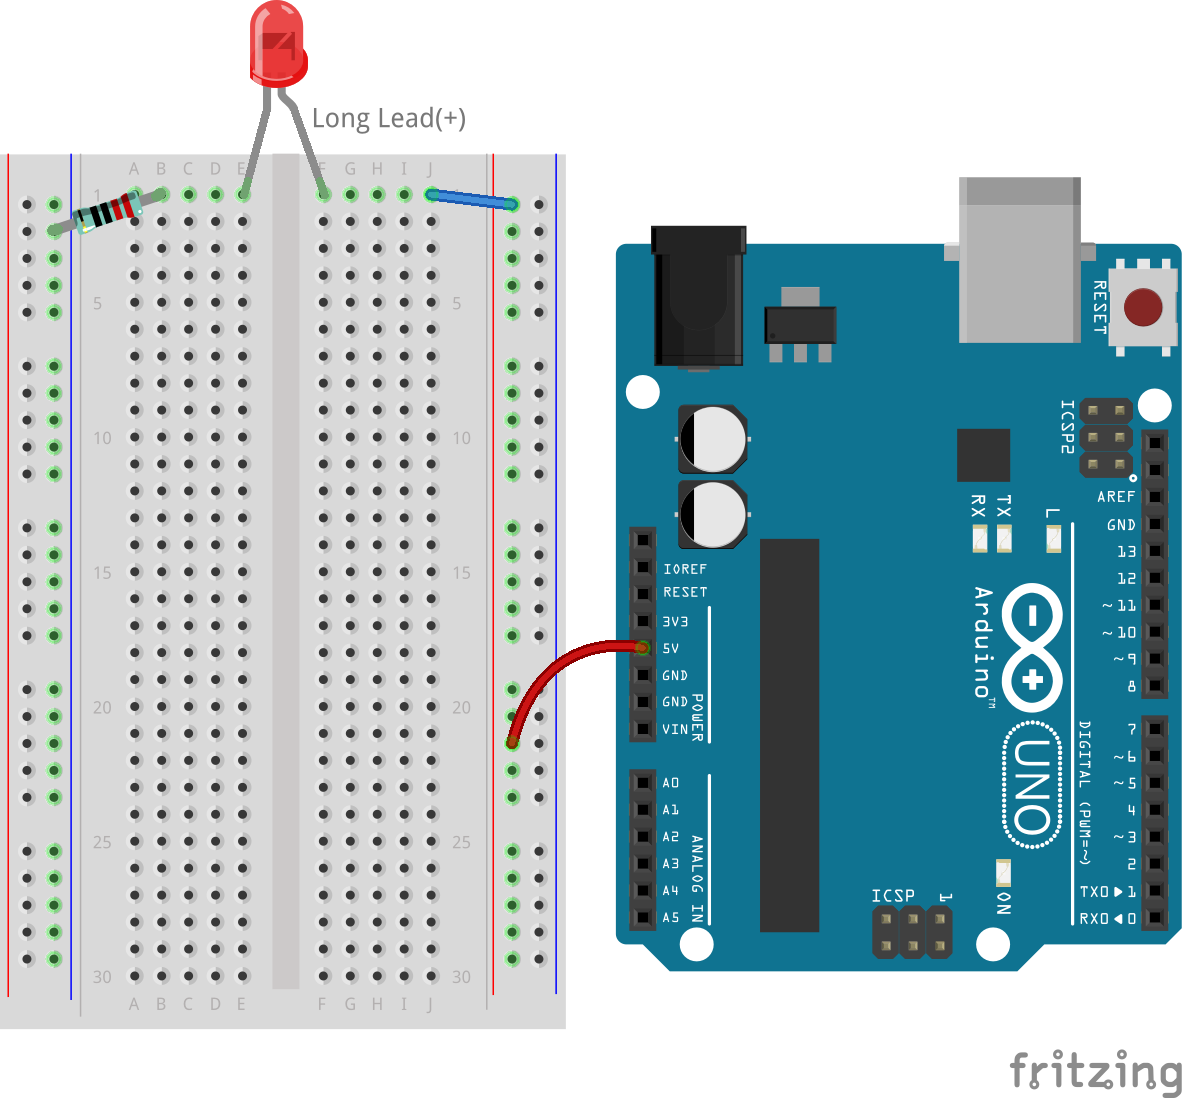 Long Lead(+)
A B C D E F G H I J
1
5 5
10 10
15 15
20 20
25 25
30 30
A B C D E F G H I J
RESET
ICSP2
AREF
GND
13
12
~11
~10
~9
8
RX TX L
Arduino™
UNO
IOREF
RESET
3V3
5V
GND
GND
VIN
POWER
7
~6
~5
4
~3
2
TX0▶1
RX0◀0
DIGITAL (PWM=~)
A0
A1
A2
A3
A4
A5
ANALOG IN
ICSP 1
ON
fritzing